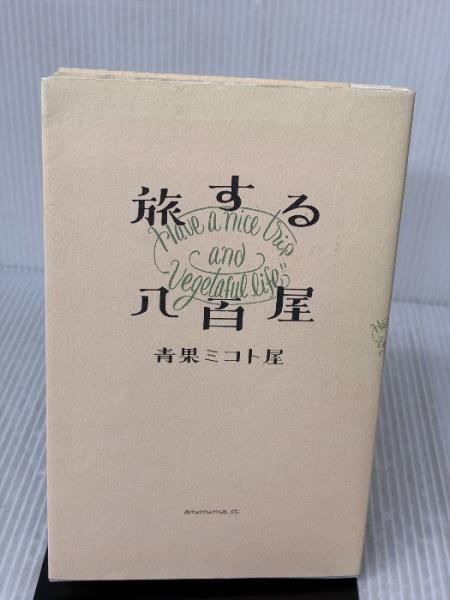 旅する
"Have a nice trip
and
Vegetaful life"
八百屋
青果ミコト屋
anonima st.